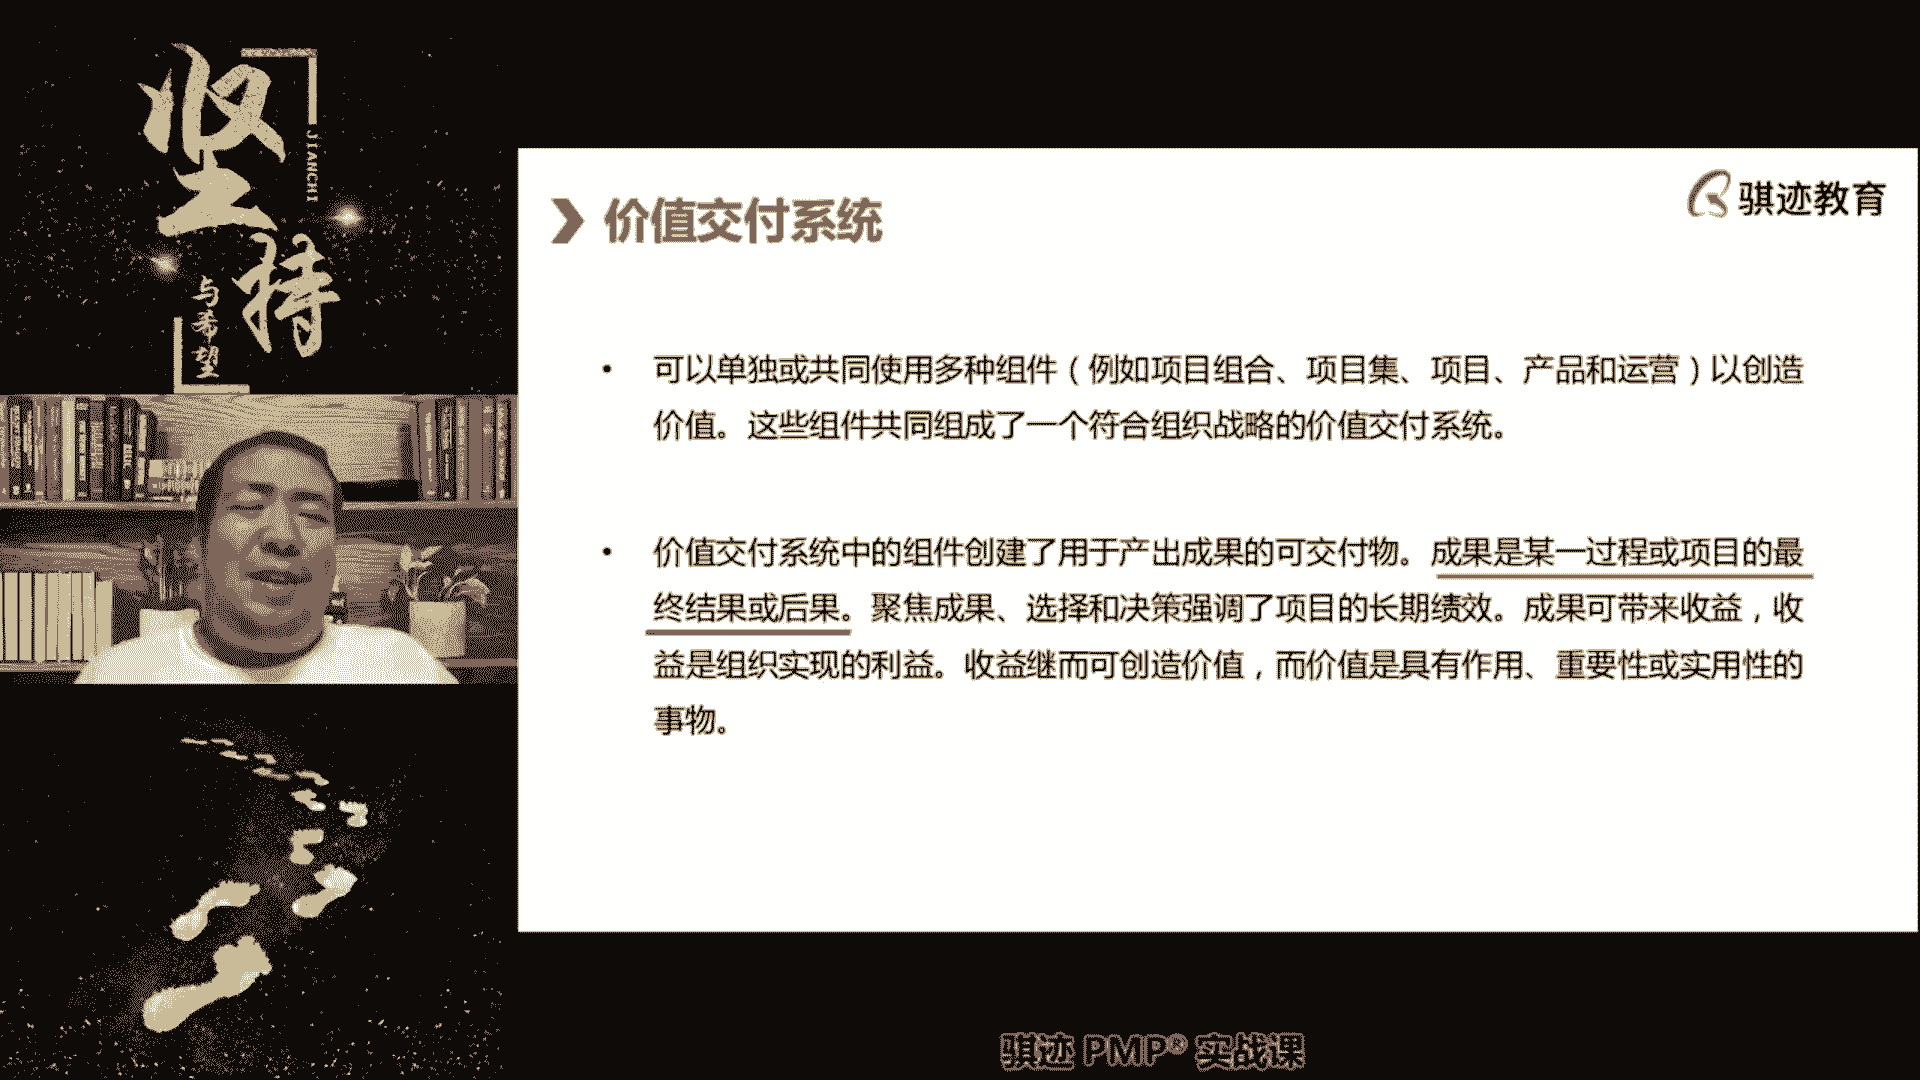 坚持
JIANCHI
与希望
骐迹教育
价值交付系统
• 可以单独或共同使用多种组件（例如项目组合、项目集、项目、产品和运营）以创造
价值。这些组件共同组成了一个符合组织战略的价值交付系统。
• 价值交付系统中的组件创建了用于产出成果的可交付物。成果是某一过程或项目的最
终结果或后果。聚焦成果、选择和决策强调了项目的长期绩效。成果可带来收益，收
益是组织实现的利益。收益继而可创造价值，而价值是具有作用、重要性或实用性的
事物。
骐迹 PMP® 实战课